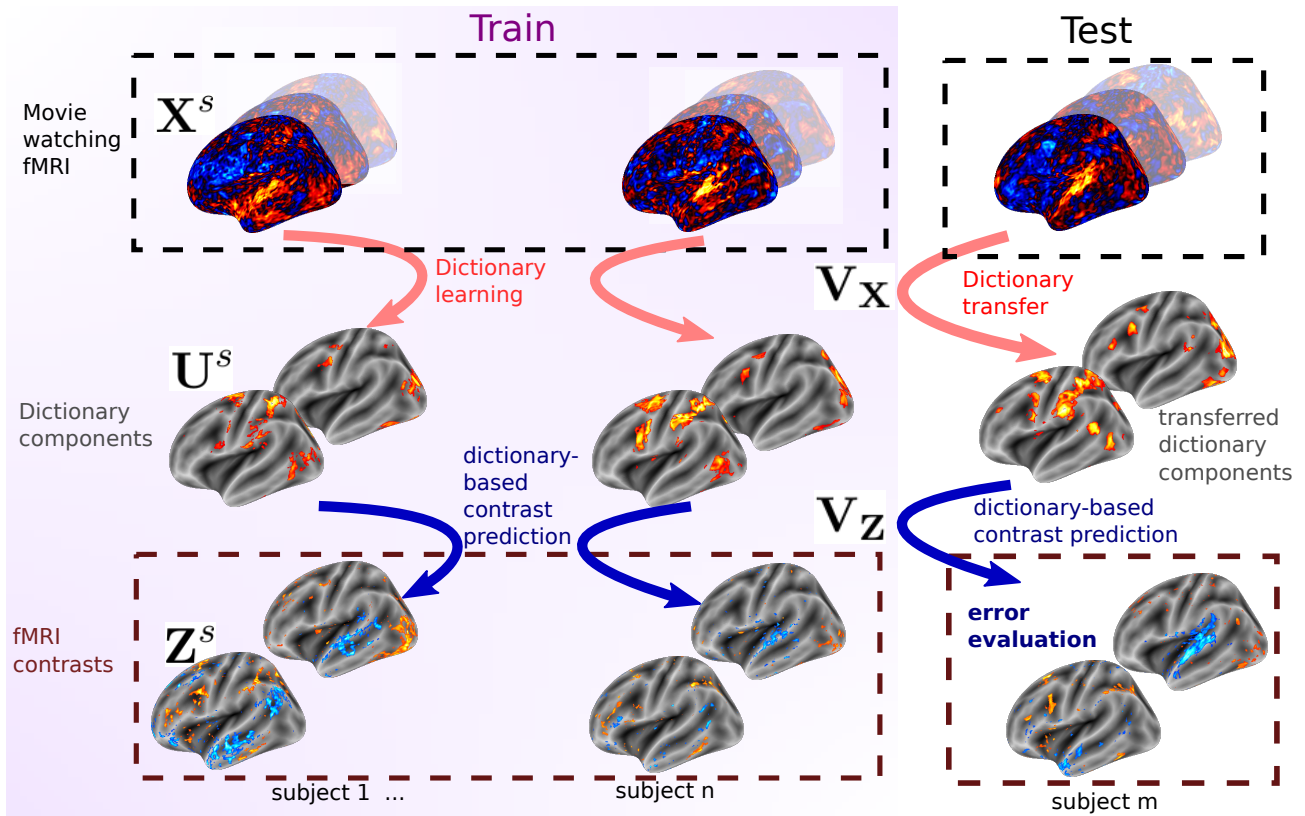 Train
Test
Movie
watching
fMRI
X^s
Dictionary
learning
V_X
Dictionary
transfer
U^s
Dictionary
components
transferred
dictionary
components
dictionary-
based
contrast
prediction
V_Z
dictionary-based
contrast prediction
fMRI
contrasts
Z^s
error
evaluation
subject 1 ...
subject n
subject m